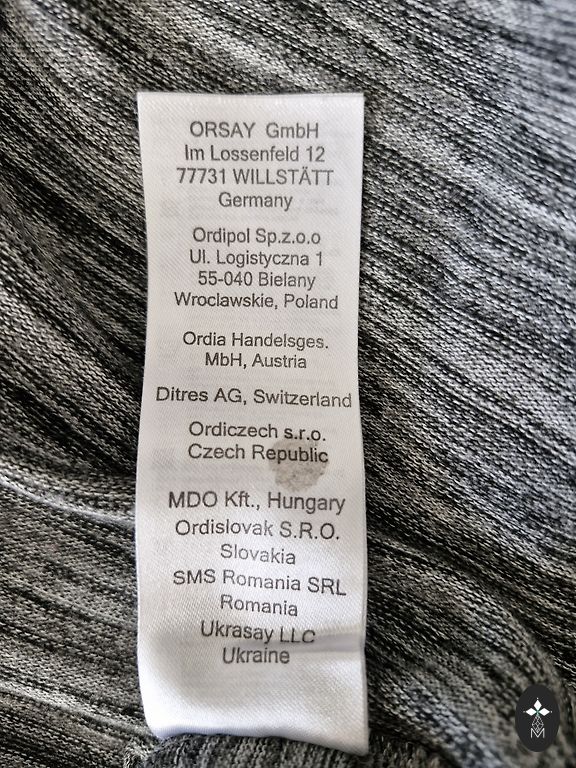 ORSAY GmbH
Im Lossenfeld 12
77731 WILLSTÄTT
Germany
Ordipol Sp.z.o.o
Ul. Logistyczna 1
55-040 Bielany
Wroclawskie, Poland
Ordia Handelsges.
MbH, Austria
Ditres AG, Switzerland
Ordiczech s.r.o.
Czech Republic
MDO Kft., Hungary
Ordislovak S.R.O.
Slovakia
SMS Romania SRL
Romania
Ukrasay LLC
Ukraine
M